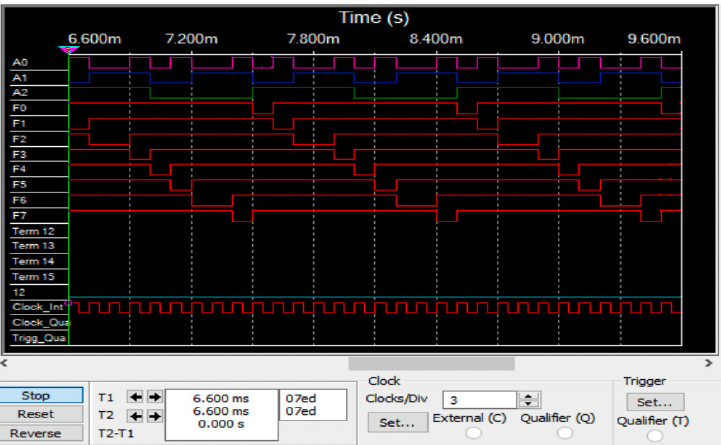 Time (s)
6.600m 7.200m 7.800m 8.400m 9.000m 9.600m
A0
A1
A2
F0
F1
F2
F3
F4
F5
F6
F7
Term 12
Term 13
Term 14
Term 15
12
Clock_Int
Clock_Qua
Trigg_Qua
Stop
Reset
Reverse
T1 6.600 ms 07ed
T2 6.600 ms 07ed
T2-T1 0.000 s
Clock
Clocks/Div 3
Set... External (C) Qualifier (Q)
Trigger
Set...
Qualifier (T)